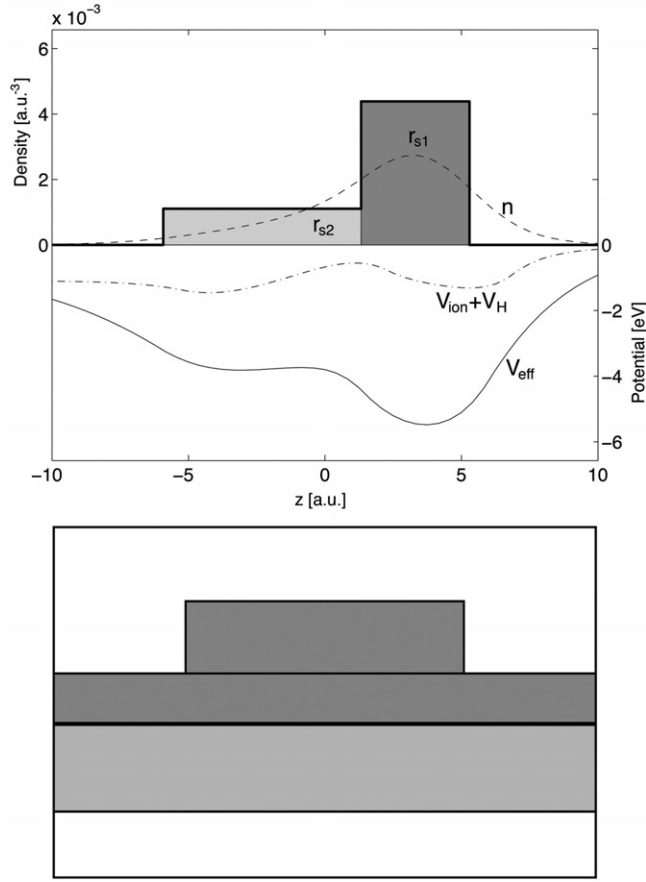 x 10⁻³
6
4
2
0
0
−2
−4
−6
Density [a.u.⁻³]
Potential [eV]
r_s1
r_s2
n
V_ion+V_H
V_eff
−10
−5
0
5
10
z [a.u.]